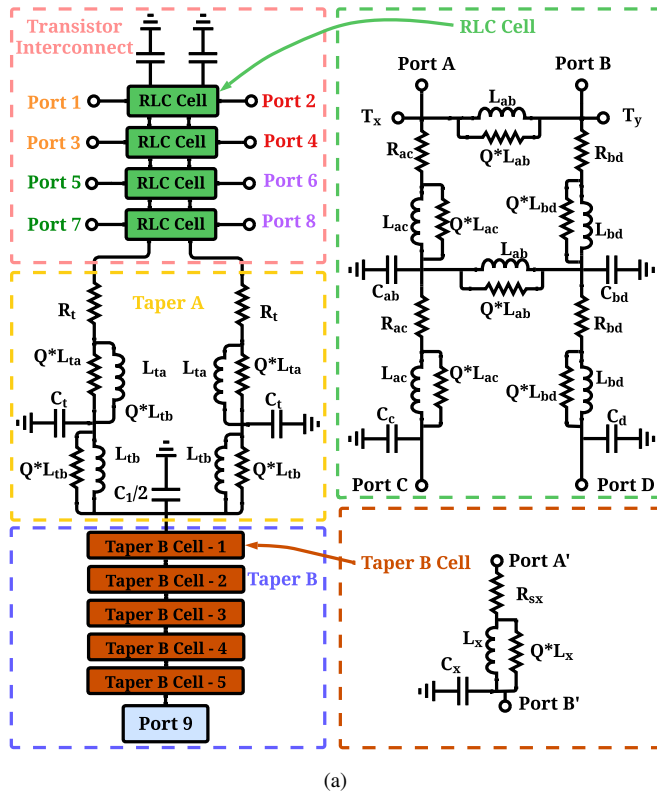 Transistor
Interconnect
RLC Cell
Port 1
RLC Cell
Port 2
Port 3
RLC Cell
Port 4
Port 5
RLC Cell
Port 6
Port 7
RLC Cell
Port 8
Port A
Port B
Tx
Lab
Ty
Q*Lab
Rac
Rbd
Lac
Q*Lac
Q*Lbd
Lbd
Lab
Cab
Q*Lab
Cbd
Rac
Rbd
Lac
Q*Lac
Q*Lbd
Lbd
Cc
Cd
Port C
Port D
Taper A
Rt
Rt
Q*Lta
Lta
Lta
Q*Lta
Ct
Q*Ltb
Ct
Q*Ltb
Ltb
Ltb
Q*Ltb
C1/2
Taper B Cell - 1
Taper B Cell - 2
Taper B
Taper B Cell - 3
Taper B Cell - 4
Taper B Cell - 5
Port 9
Taper B Cell
Port A'
Rsx
Lx
Q*Lx
Cx
Port B'
(a)